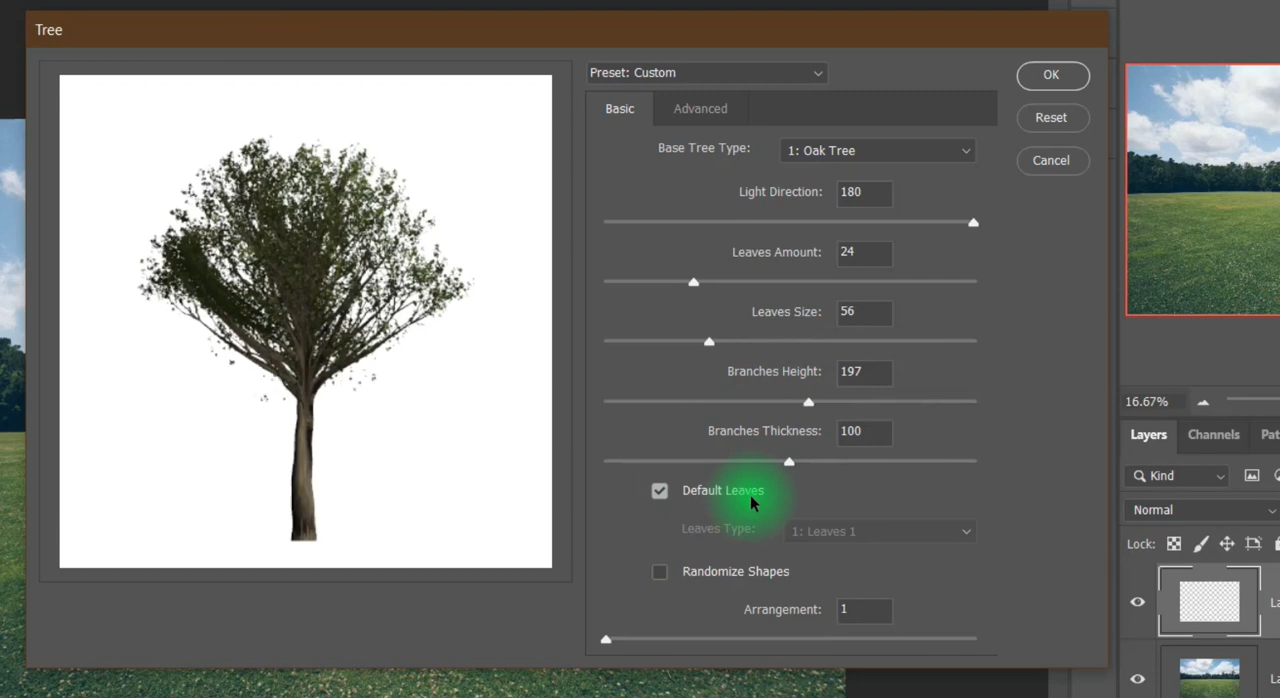 Tree
Preset: Custom
OK
Basic
Advanced
Reset
Base Tree Type:
1: Oak Tree
Cancel
Light Direction:
180
Leaves Amount:
24
Leaves Size:
56
Branches Height:
197
16.67%
Branches Thickness:
100
Layers
Channels
Default Leaves
Kind
Leaves Type:
1: Leaves 1
Normal
Lock:
Randomize Shapes
Arrangement:
1